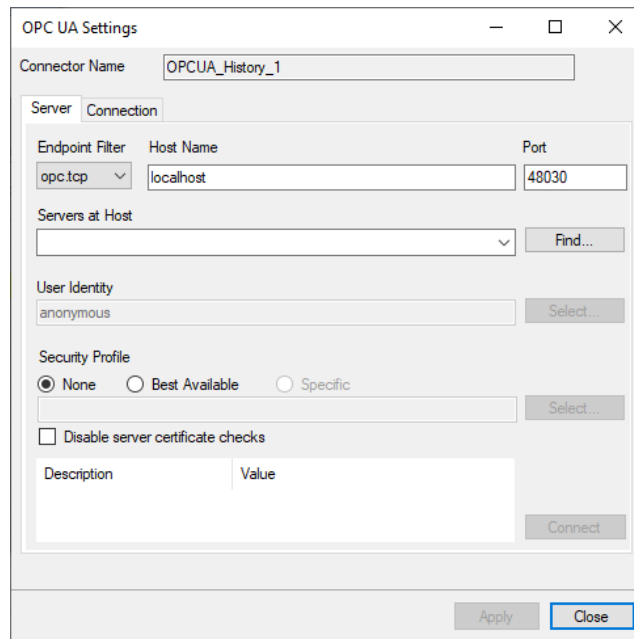 OPC UA Settings
Connector Name OPCUA_History_1
Server Connection
Endpoint Filter Host Name Port
opc.tcp localhost 48030
Servers at Host
Find...
User Identity
anonymous Select...
Security Profile
None Best Available Specific
Select...
Disable server certificate checks
Description Value
Connect
Apply Close